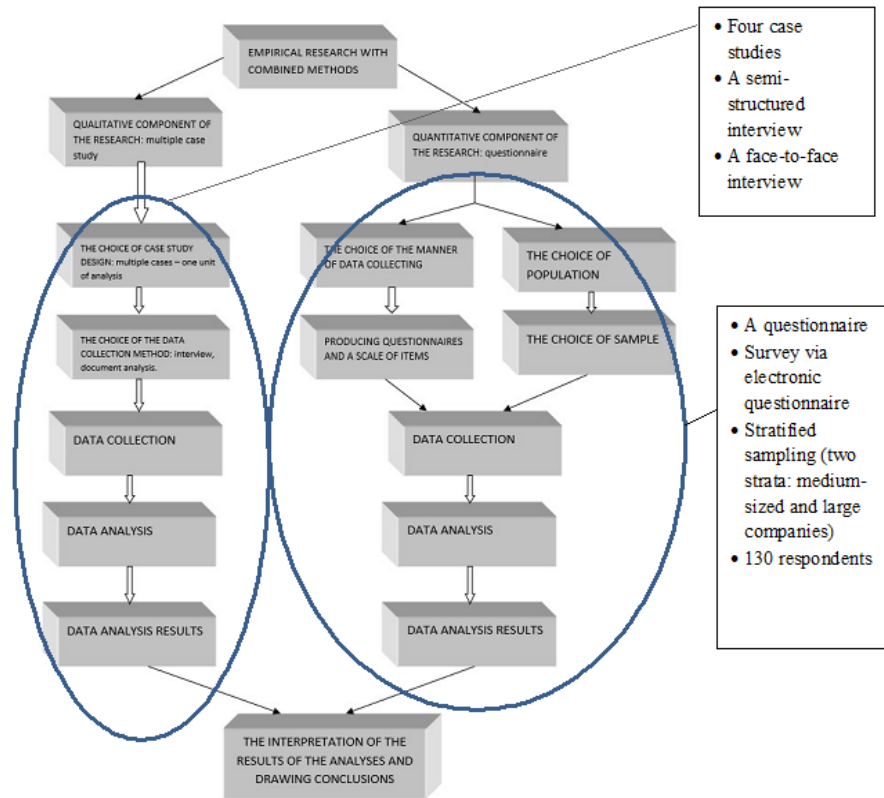 EMPIRICAL RESEARCH WITH
COMBINED METHODS
QUALITATIVE COMPONENT OF
THE RESEARCH: multiple case
study
QUANTITATIVE COMPONENT OF
THE RESEARCH: questionnaire
THE CHOICE OF CASE STUDY
DESIGN: multiple cases – one unit
of analysis
THE CHOICE OF THE DATA
COLLECTION METHOD: interview,
document analysis.
DATA COLLECTION
DATA ANALYSIS
DATA ANALYSIS RESULTS
THE CHOICE OF THE MANNER
OF DATA COLLECTING
THE CHOICE OF
POPULATION
PRODUCING QUESTIONNAIRES
AND A SCALE OF ITEMS
THE CHOICE OF SAMPLE
DATA COLLECTION
DATA ANALYSIS
DATA ANALYSIS RESULTS
THE INTERPRETATION OF THE
RESULTS OF THE ANALYSES AND
DRAWING CONCLUSIONS
• Four case
studies
• A semi-
structured
interview
• A face-to-face
interview
• A questionnaire
• Survey via
electronic
questionnaire
• Stratified
sampling (two
strata: medium-
sized and large
companies)
• 130 respondents